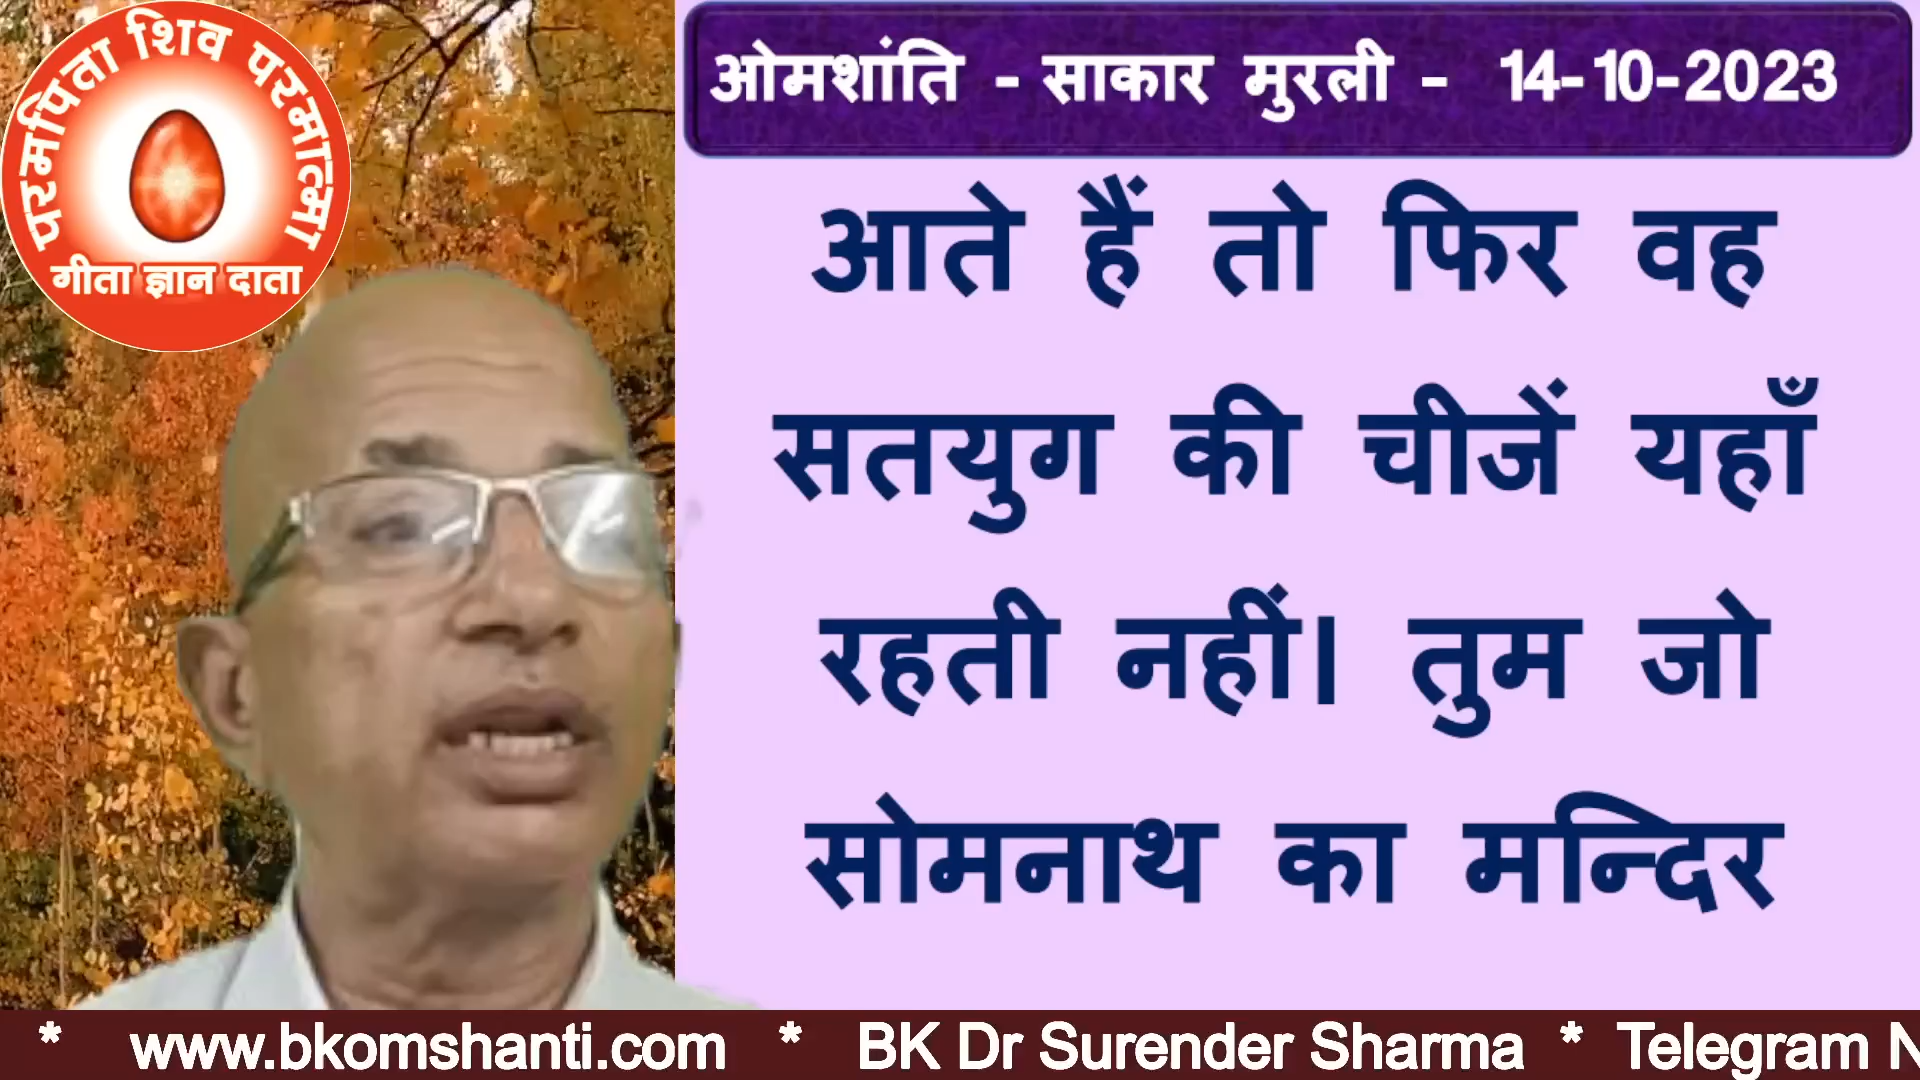 परमपिता शिव परमात्मा
गीता ज्ञान दाता
ओमशांति - साकार मुरली - 14-10-2023
आते हैं तो फिर वह
सतयुग की चीजें यहाँ
रहती नहीं। तुम जो
सोमनाथ का मन्दिर
* www.bkomshanti.com * BK Dr Surender Sharma * Telegram N